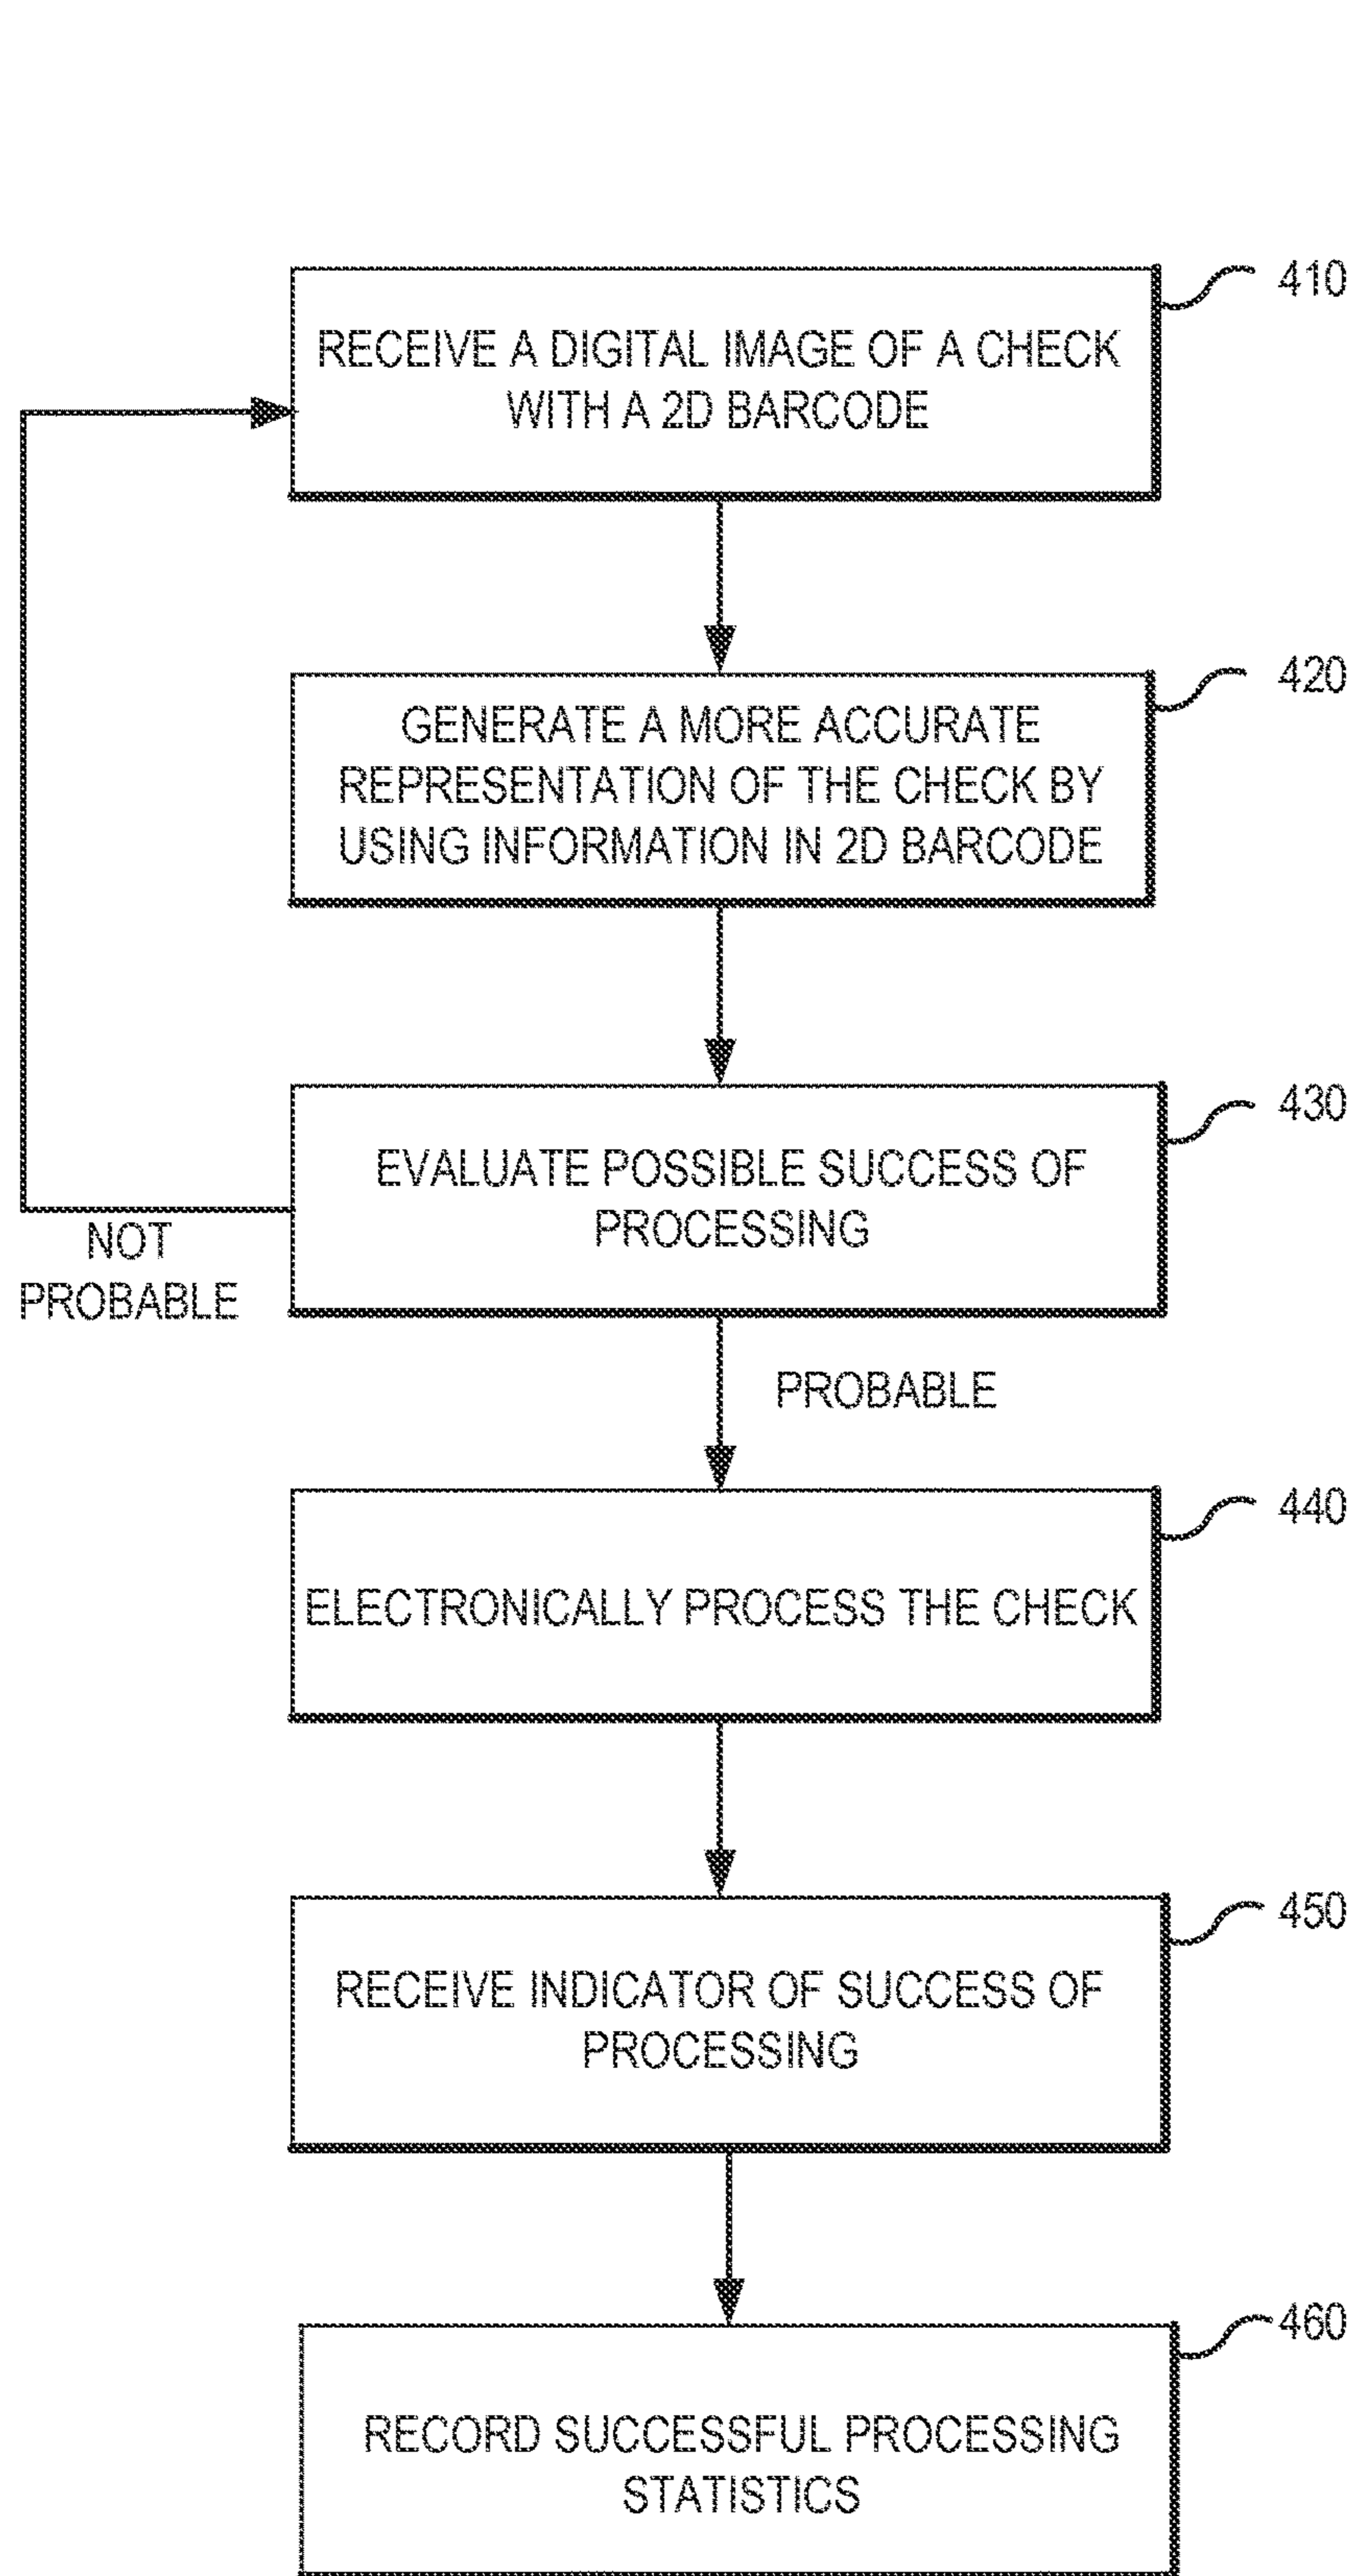 410
RECEIVE A DIGITAL IMAGE OF A CHECK
WITH A 2D BARCODE
420
GENERATE A MORE ACCURATE
REPRESENTATION OF THE CHECK BY
USING INFORMATION IN 2D BARCODE
430
EVALUATE POSSIBLE SUCCESS OF
PROCESSING
NOT
PROBABLE
PROBABLE
440
ELECTRONICALLY PROCESS THE CHECK
450
RECEIVE INDICATOR OF SUCCESS OF
PROCESSING
460
RECORD SUCCESSFUL PROCESSING
STATISTICS